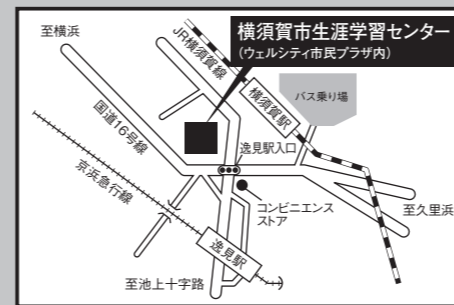 横須賀市生涯学習センター
(ウェルシティ市民プラザ内)
至横浜
JR横須賀線
横須賀駅
バス乗り場
国道16号線
逸見駅入口
京浜急行線
コンビニエンス
ストア
至久里浜
逸見駅
至池上十字路